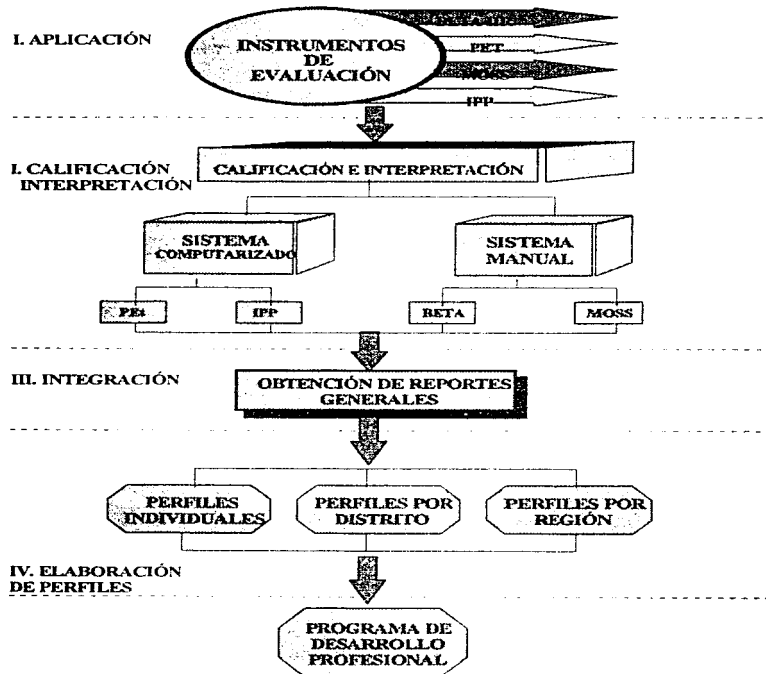 I. APLICACIÓN
INSTRUMENTOS
DE
EVALUACIÓN
PET
MOSS
IPP
I. CALIFICACIÓN
INTERPRETACIÓN
CALIFICACIÓN E INTERPRETACIÓN
SISTEMA
COMPUTARIZADO
SISTEMA
MANUAL
IPP
BETA
MOSS
III. INTEGRACIÓN
OBTENCIÓN DE REPORTES
GENERALES
PERFILES
INDIVIDUALES
PERFILES POR
DISTRITO
PERFILES POR
REGIÓN
IV. ELABORACIÓN
DE PERFILES
PROGRAMA DE
DESARROLLO
PROFESIONAL